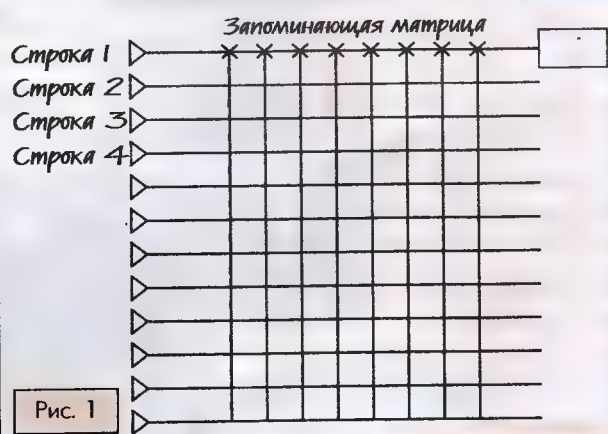 Запоминающая матрица
Строка 1
Строка 2
Строка 3
Строка 4
Рис. 1